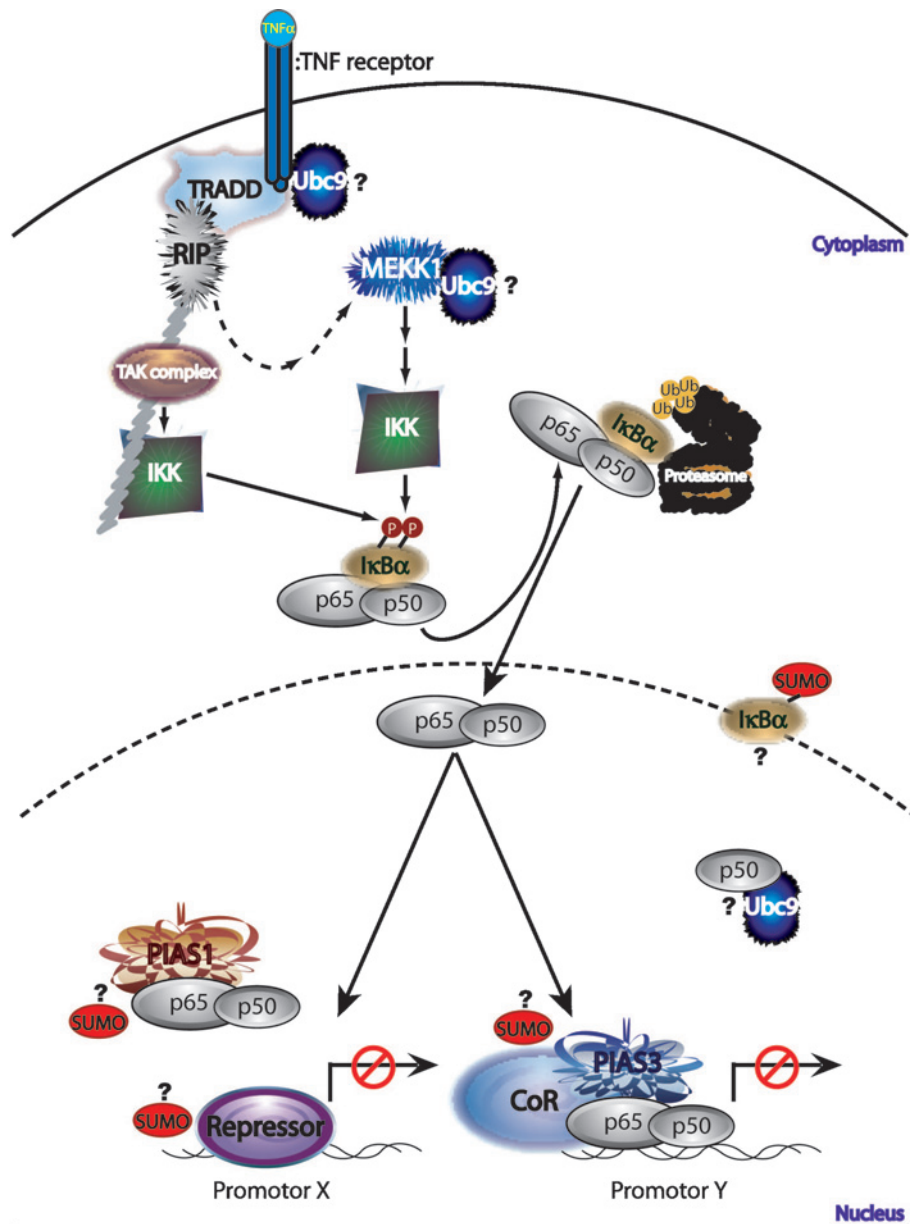 TNFα
:TNF receptor
TRADD
Ubc9
?
RIP
MEKK1
Ubc9
?
Cytoplasm
TAK complex
IKK
IKK
p65
p50
IκBα
Ub
Ub
Ub
Ub
Proteasome
P
P
IκBα
p65
p50
p65
p50
SUMO
IκBα
?
p50
?
Ubc9
PIAS1
p65
p50
?
SUMO
?
SUMO
Repressor
Promotor X
?
SUMO
PIAS3
CoR
p65
p50
Promotor Y
Nucleus